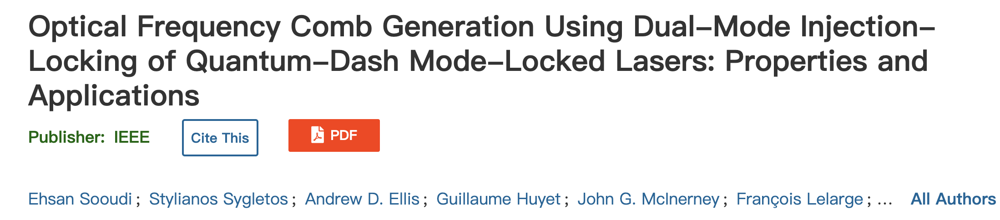 Optical Frequency Comb Generation Using Dual–Mode Injection–
Locking of Quantum–Dash Mode–Locked Lasers: Properties and
Applications
Publisher: IEEE Cite This PDF
Ehsan Sooudi ; Stylianos Sygletos ; Andrew D. Ellis ; Guillaume Huyet ; John G. McInerney ; François Lelarge ; ... All Authors